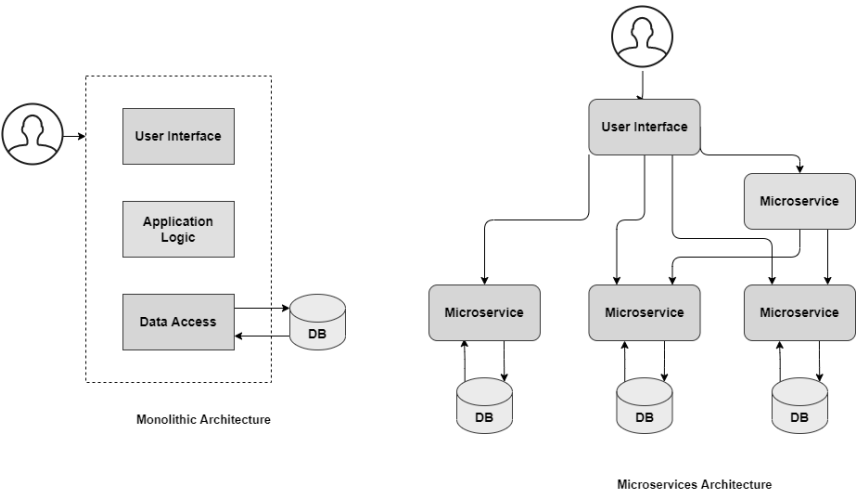 User Interface
Application
Logic
Data Access
DB
Monolithic Architecture
User Interface
Microservice
Microservice
Microservice
Microservice
DB
DB
DB
Microservices Architecture